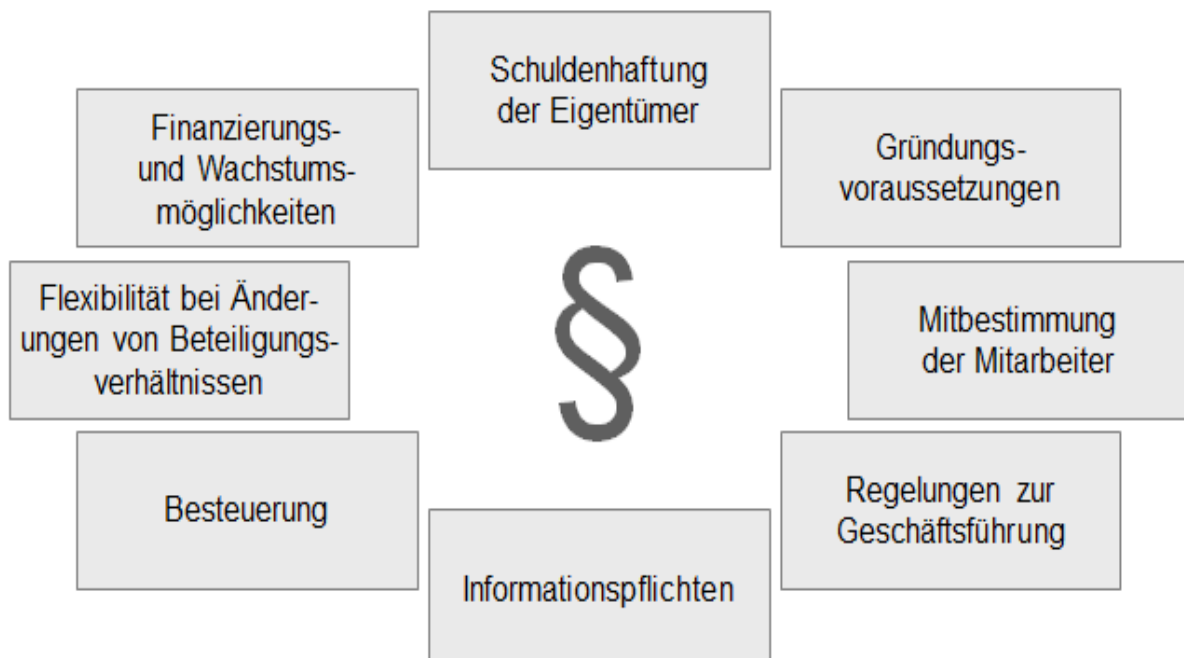 Schuldenhaftung
der Eigentümer
Gründungs-
voraussetzungen
Mitbestimmung
der Mitarbeiter
Regelungen zur
Geschäftsführung
Informationspflichten
Besteuerung
Flexibilität bei Änder-
ungen von Beteiligungs-
verhältnissen
Finanzierungs-
und Wachstums-
möglichkeiten
§